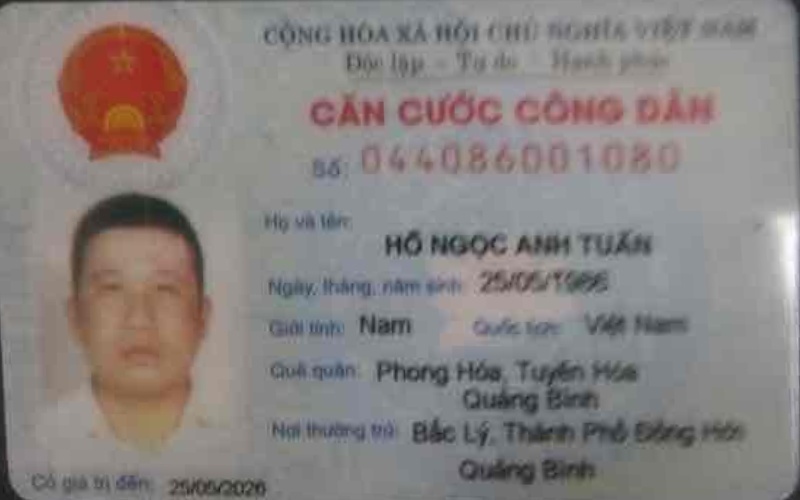 CỘNG HÒA XÃ HỘI CHỦ NGHĨA VIỆT NAM
Độc lập - Tự do - Hạnh phúc
CĂN CƯỚC CÔNG DÂN
Số: 044086001080
Họ và tên:
HỒ NGỌC ANH TUẤN
Ngày, tháng, năm sinh: 25/05/1986
Giới tính: Nam Quốc tịch: Việt Nam
Quê quán: Phong Hóa, Tuyên Hóa
Quảng Bình
Nơi thường trú: Bắc Lý, Thành Phố Đồng Hới
Quảng Bình
Có giá trị đến: 25/05/2026